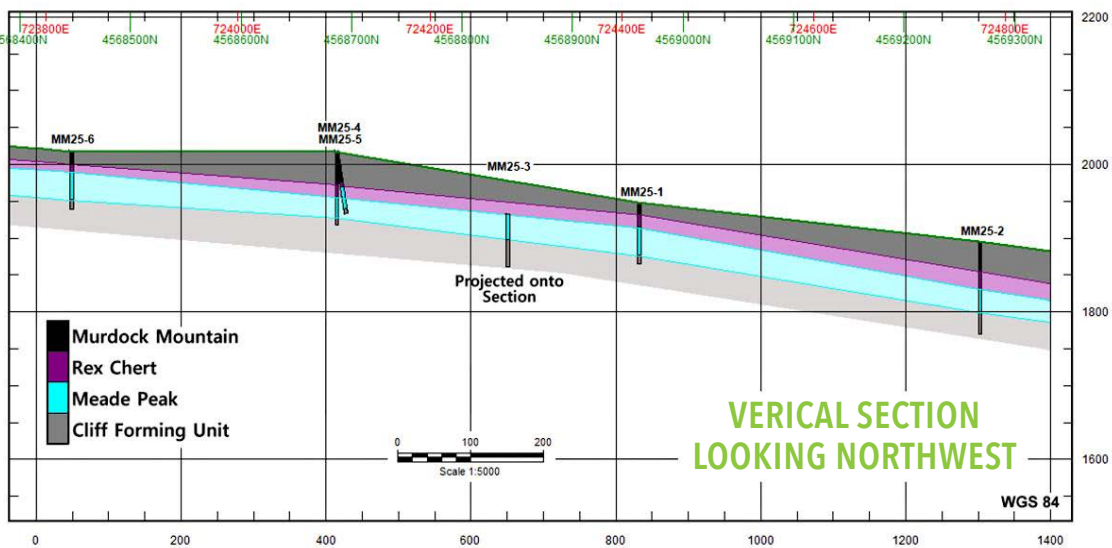 723800E 724000E 724200E 724400E 724600E 724800E
568400N 4568500N 4568600N 4568700N 4568800N 4568900N 4569000N 4569100N 4569200N 4569300N
2200
MM25-4
MM25-6 MM25-5
MM25-3
2000
MM25-1
MM25-2
Projected onto
Section
1800
Murdock Mountain
Rex Chert
Meade Peak
Cliff Forming Unit
VERICAL SECTION
LOOKING NORTHWEST
0 100 200
Scale 1:5000
1600
WGS 84
0 200 400 600 800 1000 1200 1400